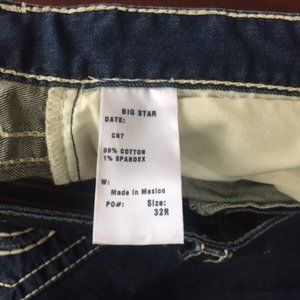 BIG STAR
DATE:
CN7
99% COTTON
1% SPANDEX
W:
Made in Mexico
PO#: Size:
32R